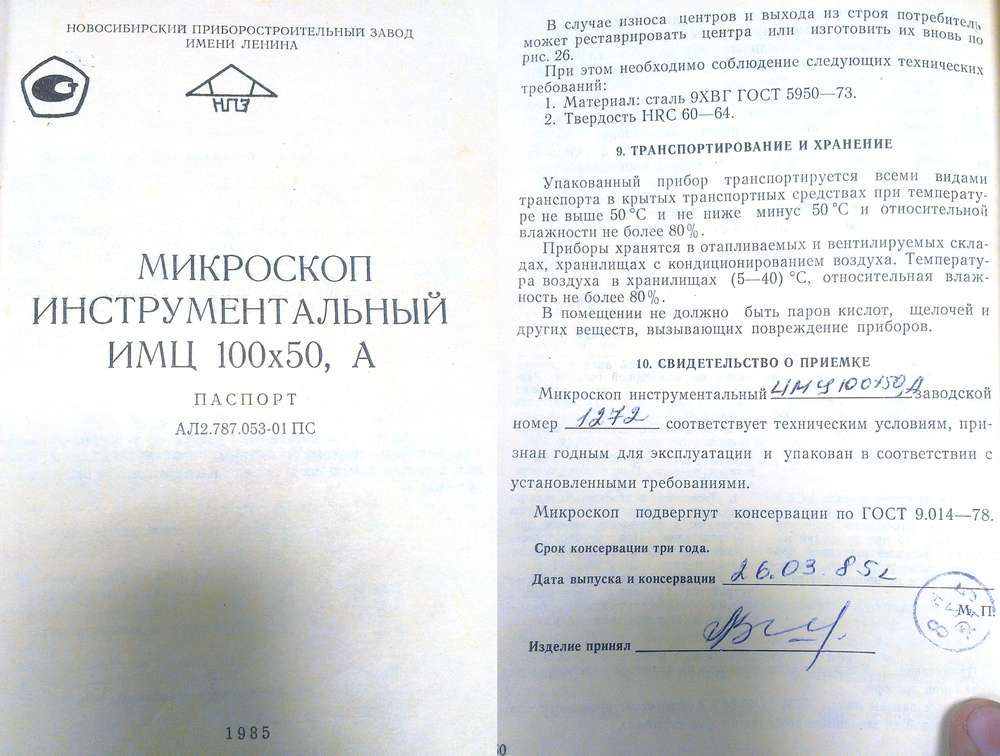 НОВОСИБИРСКИЙ ПРИБОРОСТРОИТЕЛЬНЫЙ ЗАВОД
ИМЕНИ ЛЕНИНА
НПЗ
МИКРОСКОП
ИНСТРУМЕНТАЛЬНЫЙ
ИМЦ 100х50, А
ПАСПОРТ
АЛ2.787.053-01 ПС
1985
В случае износа центров и выхода из строя потребитель
может реставрировать центра или изготовить их вновь по
рис. 26.
При этом необходимо соблюдение следующих технических
требований:
1. Материал: сталь 9ХВГ ГОСТ 5950—73.
2. Твердость HRC 60—64.
9. ТРАНСПОРТИРОВАНИЕ И ХРАНЕНИЕ
Упакованный прибор транспортируется всеми видами
транспорта в крытых транспортных средствах при температу-
ре не выше 50 °С и не ниже минус 50 °С и относительной
влажности не более 80%.
Приборы хранятся в отапливаемых и вентилируемых скла-
дах, хранилищах с кондиционированием воздуха. Температу-
ра воздуха в хранилищах (5—40) °С, относительная влаж-
ность не более 80%.
В помещении не должно быть паров кислот, щелочей и
других веществ, вызывающих повреждение приборов.
10. СВИДЕТЕЛЬСТВО О ПРИЕМКЕ
Микроскоп инструментальный ИМЦ100х50,А заводской
номер 1272 соответствует техническим условиям, при-
знан годным для эксплуатации и упакован в соответствии с
установленными требованиями.
Микроскоп подвергнут консервации по ГОСТ 9.014—78.
Срок консервации три года.
Дата выпуска и консервации 26.03.85г
М. П.
Изделие принял